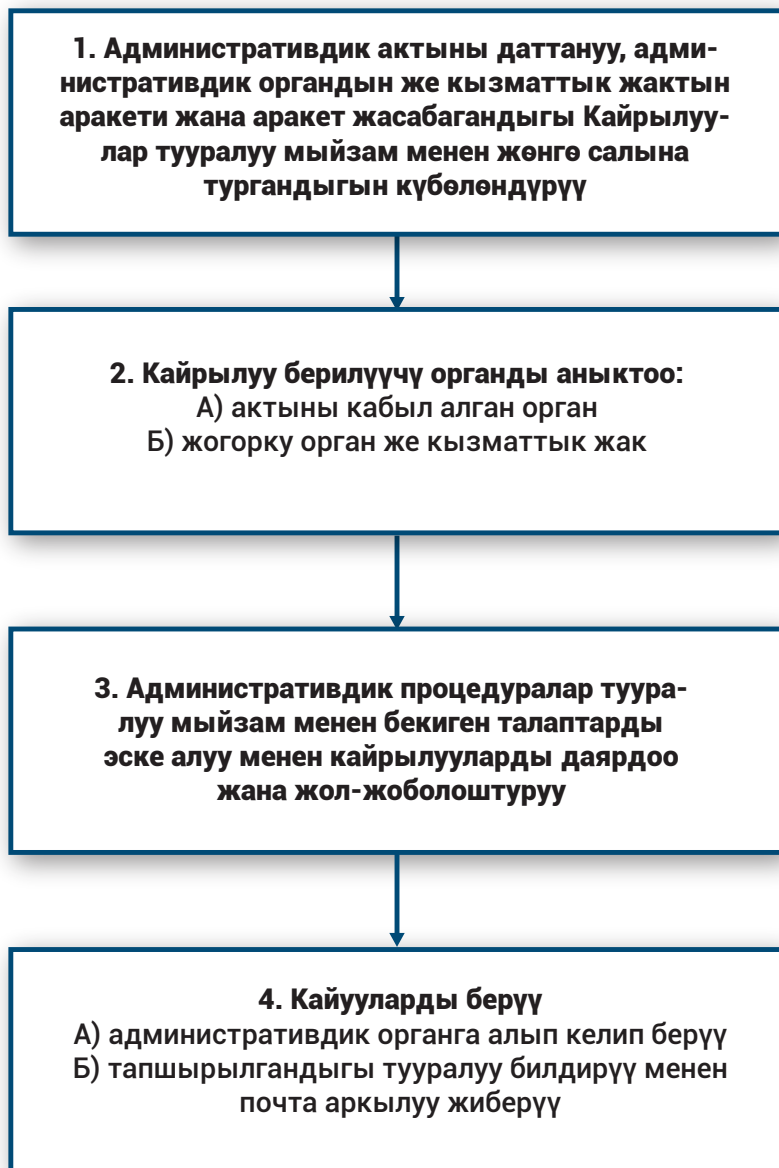 1. Административдик актыны даттануу, адми-
нистративдик органдын же кызматтык жактын
аракети жана аракет жасабагандыгы Кайрылуу-
лар тууралуу мыйзам менен жөнгө салына
тургандыгын күбөлөндүрүү
2. Кайрылуу берилүүчү органды аныктоо:
А) актыны кабыл алган орган
Б) жогорку орган же кызматтык жак
3. Административдик процедуралар туура-
луу мыйзам менен бекиген талаптарды
эске алуу менен кайрылууларды даярдоо
жана жол-жоболоштуруу
4. Кайууларды берүү
А) административдик органга алып келип берүү
Б) тапшырылгандыгы тууралуу билдирүү менен
почта аркылуу жиберүү